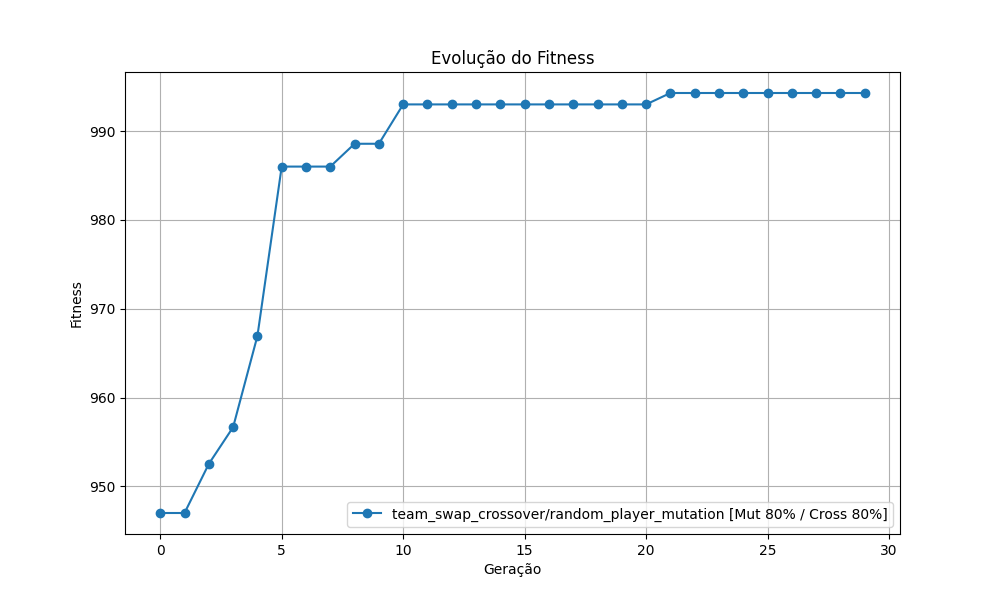 Evolução do Fitness
Fitness
990
980
970
960
950
0 5 10 15 20 25 30
Geração
team_swap_crossover/random_player_mutation [Mut 80% / Cross 80%]